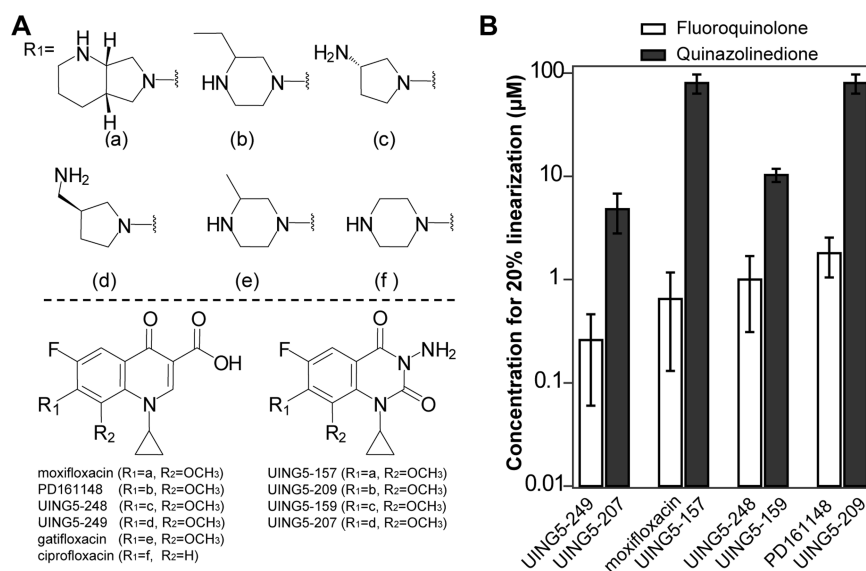 A
R1=
H
N
H
N
H
(a)
HN
N
(b)
H2N
N
(c)
NH2
N
(d)
HN
N
(e)
HN
N
(f)
O
O
F
OH
R1
N
R2
O
F
N
NH2
R1
N
O
R2
moxifloxacin (R1=a, R2=OCH3)
PD161148 (R1=b, R2=OCH3)
UING5-248 (R1=c, R2=OCH3)
UING5-249 (R1=d, R2=OCH3)
gatifloxacin (R1=e, R2=OCH3)
ciprofloxacin (R1=f, R2=H)
UING5-157 (R1=a, R2=OCH3)
UING5-209 (R1=b, R2=OCH3)
UING5-159 (R1=c, R2=OCH3)
UING5-207 (R1=d, R2=OCH3)
B
Fluoroquinolone
Quinazolinedione
Concentration for 20% linearization (µM)
100
10
1
0.1
0.01
UING5-249
UING5-207
moxifloxacin
UING5-157
UING5-248
UING5-159
PD161148
UING5-209